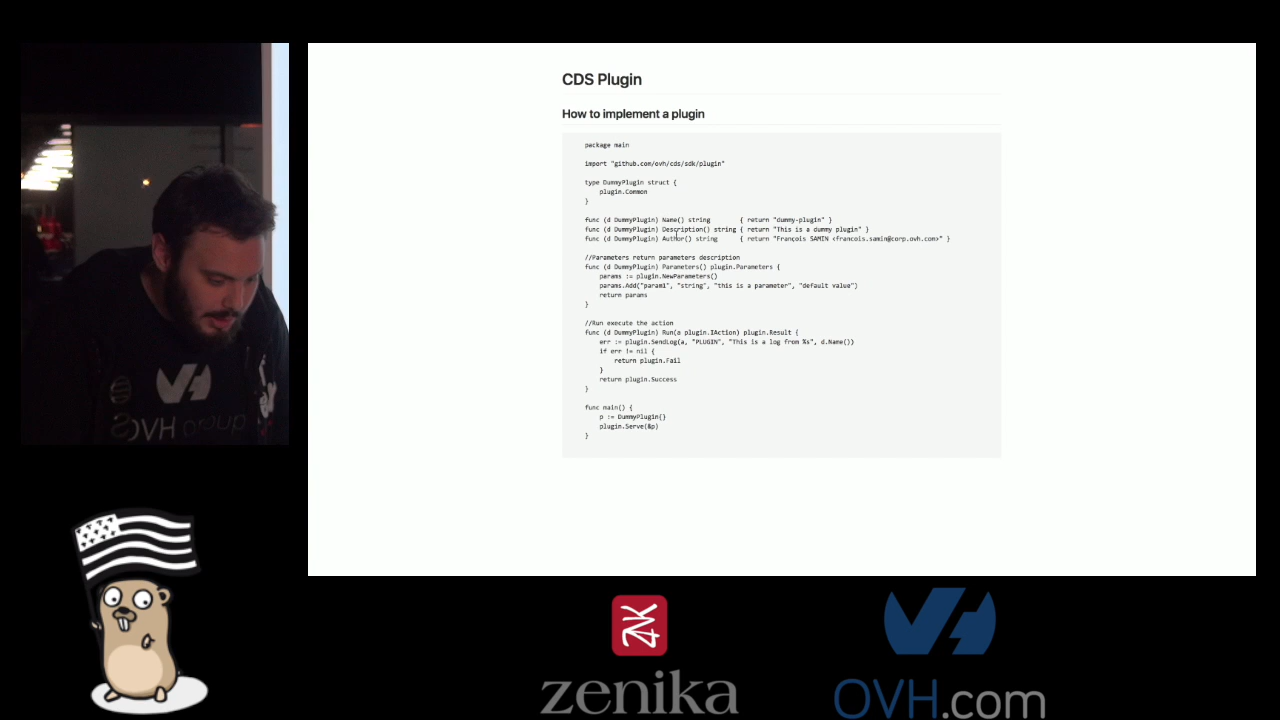 CDS Plugin
How to implement a plugin
package main
import "github.com/ovh/cds/sdk/plugin"
type DummyPlugin struct {
    plugin.Common
}
func (d DummyPlugin) Name() string        { return "dummy-plugin" }
func (d DummyPlugin) Description() string { return "This is a dummy plugin" }
func (d DummyPlugin) Author() string      { return "François SAMIN <francois.samin@corp.ovh.com>" }
//Parameters return parameters description
func (d DummyPlugin) Parameters() plugin.Parameters {
    params := plugin.NewParameters()
    params.Add("param1", "string", "this is a parameter", "default value")
    return params
}
//Run execute the action
func (d DummyPlugin) Run(a plugin.IAction) plugin.Result {
    err := plugin.SendLog(a, "PLUGIN", "This is a log from %s", d.Name())
    if err != nil {
        return plugin.Fail
    }
    return plugin.Success
}
func main() {
    p := DummyPlugin{}
    plugin.Serve(&p)
}
OVH Group
ZNK
zenika
OVH.com